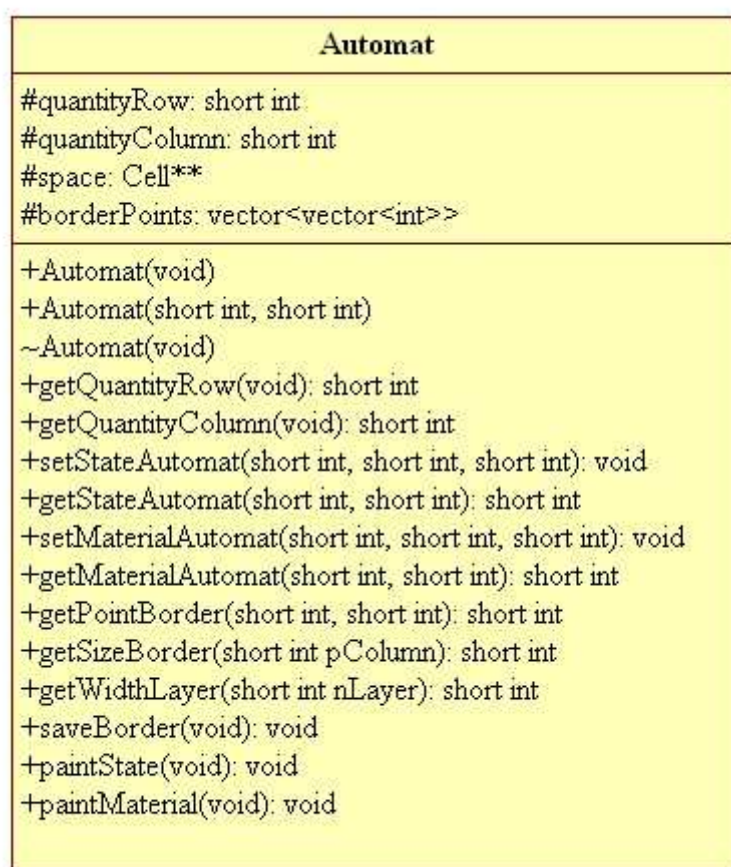 Automat
#quantityRow: short int
#quantityColumn: short int
#space: Cell**
#borderPoints: vector<vector<int>>
+Automat(void)
+Automat(short int, short int)
~Automat(void)
+getQuantityRow(void): short int
+getQuantityColumn(void): short int
+setStateAutomat(short int, short int, short int): void
+getStateAutomat(short int, short int): short int
+setMaterialAutomat(short int, short int, short int): void
+getMaterialAutomat(short int, short int): short int
+getPointBorder(short int, short int): short int
+getSizeBorder(short int pColumn): short int
+getWidthLayer(short int nLayer): short int
+saveBorder(void): void
+paintState(void): void
+paintMaterial(void): void